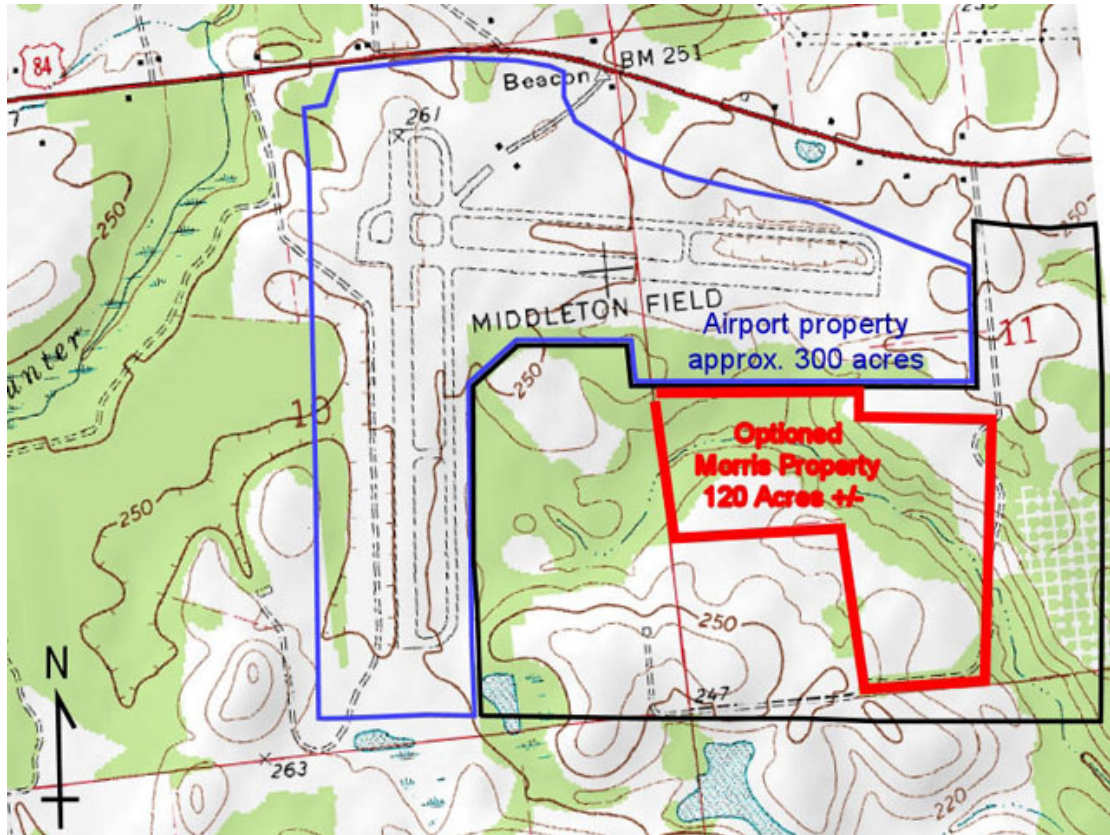 84
Beacon
BM 251
261
250
250
MIDDLETON FIELD
Airport property
approx. 300 acres
11
10
250
Optioned
Morris Property
120 Acres +/-
250
250
N
247
263
220